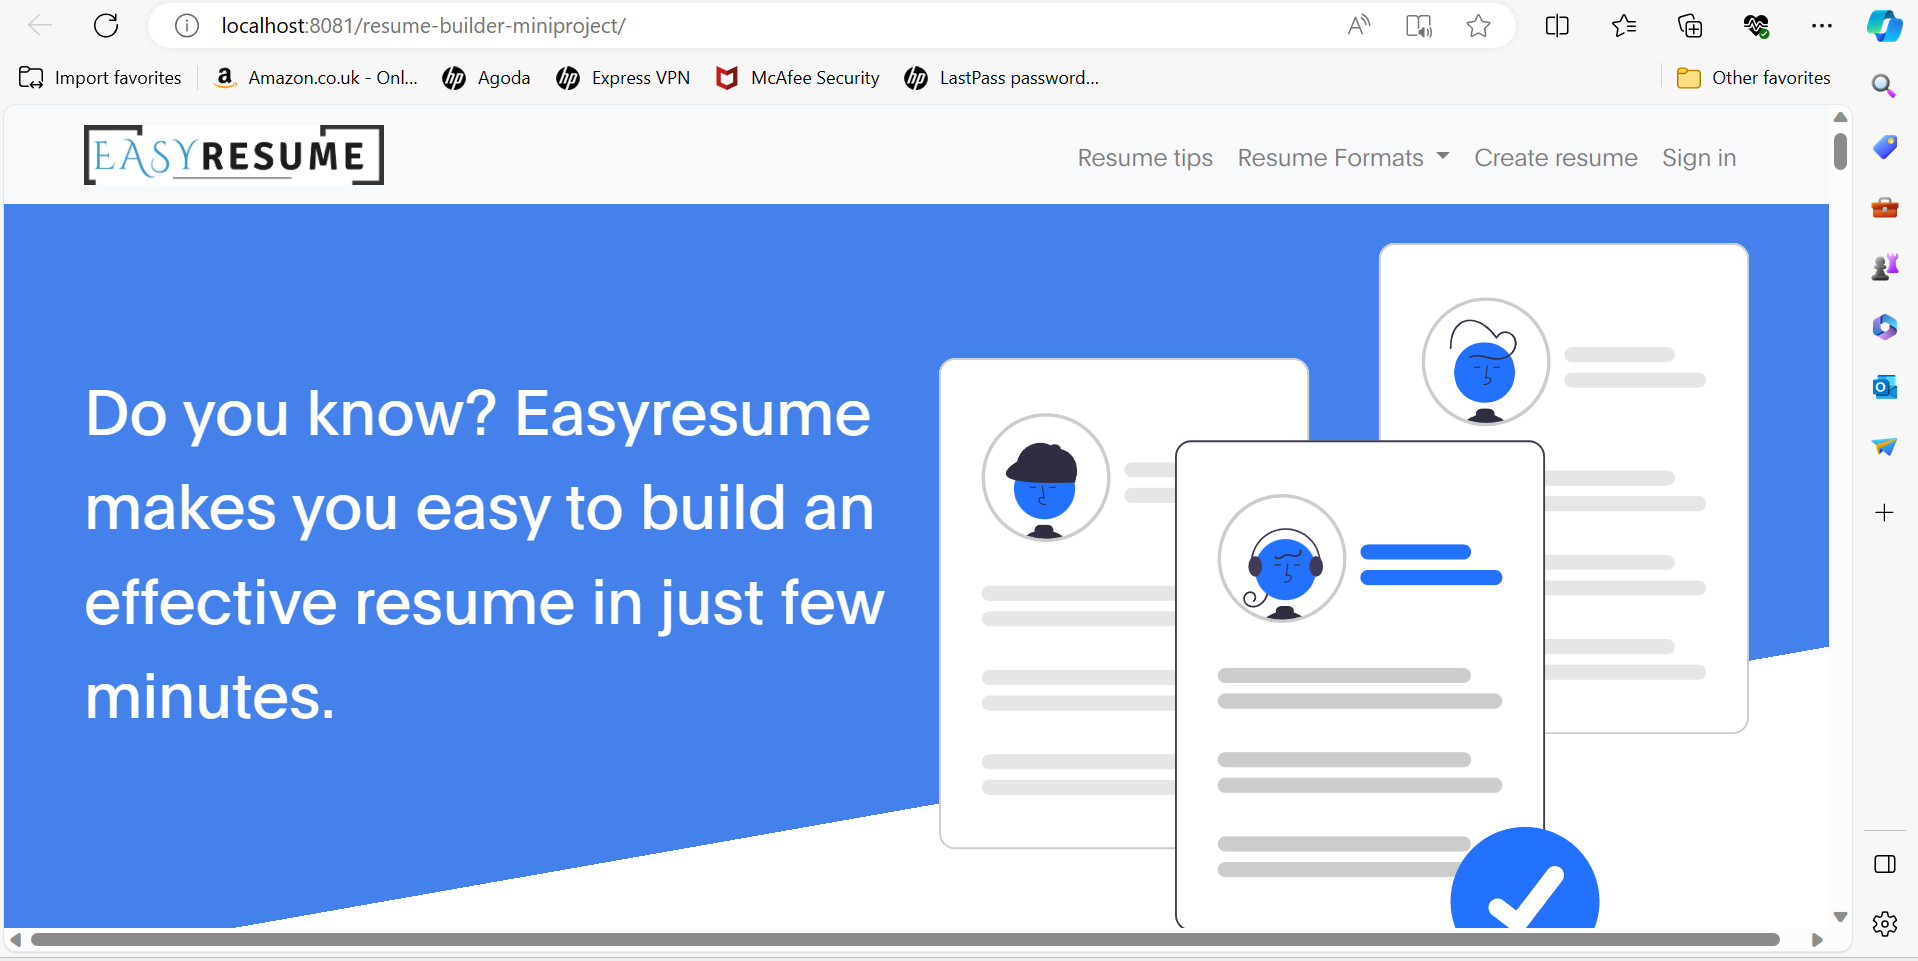 localhost:8081/resume-builder-miniproject/
Import favorites
Amazon.co.uk - Onl...
Agoda
Express VPN
McAfee Security
LastPass password...
Other favorites
EASYRESUME
Resume tips
Resume Formats
Create resume
Sign in
Do you know? Easyresume
makes you easy to build an
effective resume in just few
minutes.